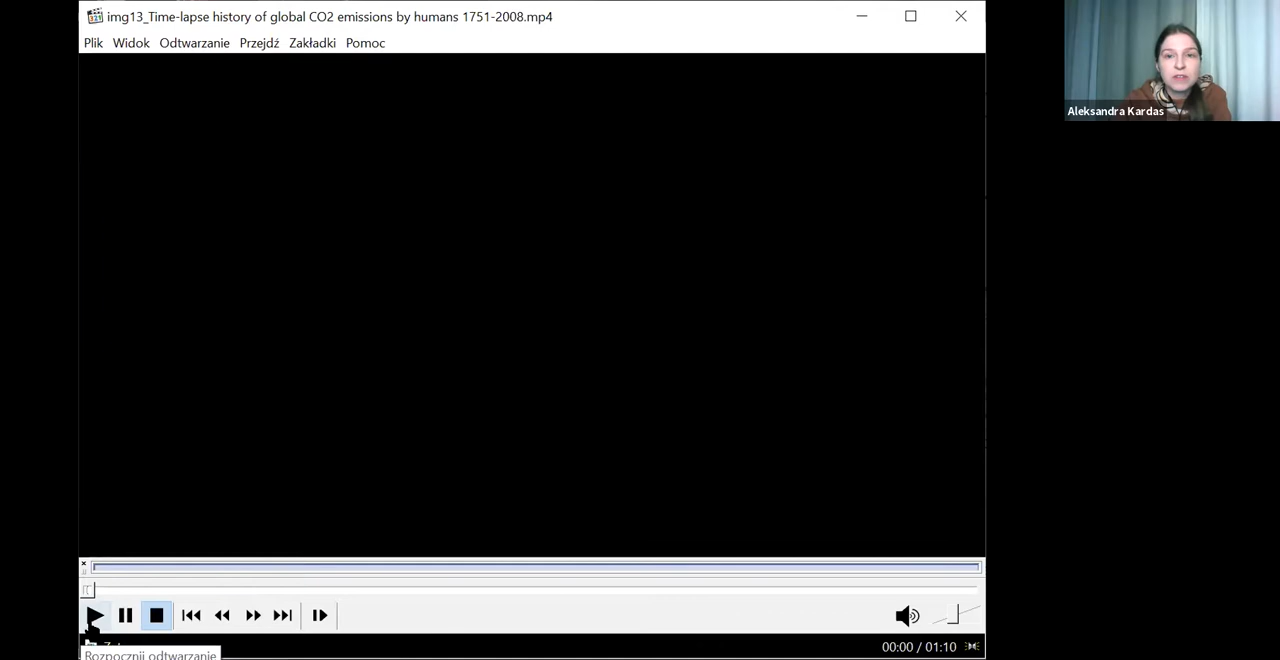 img13_Time-lapse history of global CO2 emissions by humans 1751-2008.mp4
Plik Widok Odtwarzanie Przejdź Zakładki Pomoc
Aleksandra Kardas
00:00 / 01:10
Rozpocznij odtwarzanie